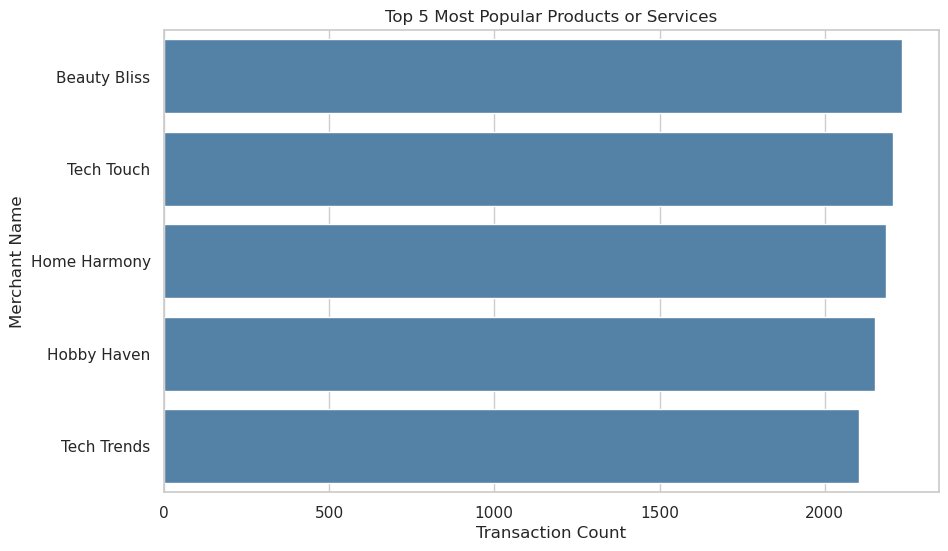 Top 5 Most Popular Products or Services
Merchant Name
Beauty Bliss
Tech Touch
Home Harmony
Hobby Haven
Tech Trends
0 500 1000 1500 2000
Transaction Count